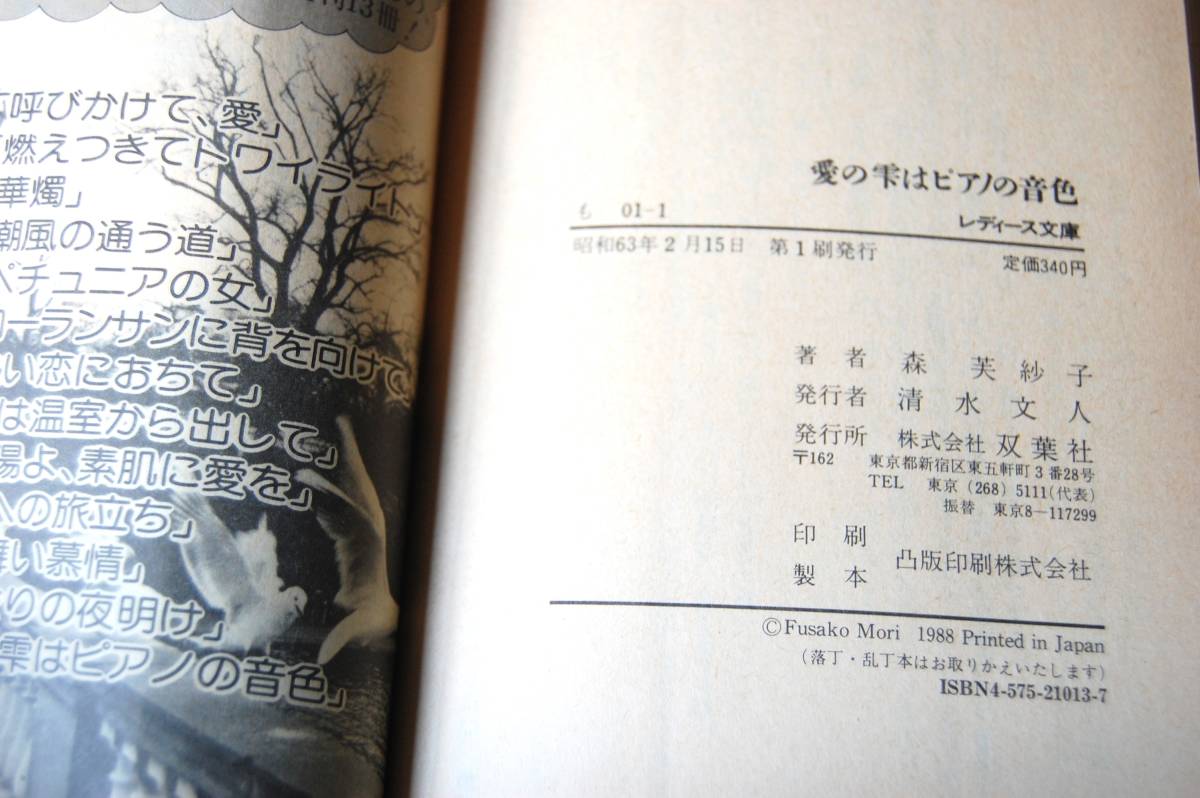 刊13冊!
呼びかけて、愛」
「燃えつきてトワイライト」
華燭」
潮風の通う道」
ペチュニアの女」
ローランサンに背を向けて」
い恋におちて」
は温室から出して」
陽よ、素肌に愛を」
への旅立ち」
い慕情」
りの夜明け」
雫はピアノの音色」
愛の雫はピアノの音色
も 01-1
レディース文庫
昭和63年2月15日 第1刷発行
定価340円
著者 森 芙紗子
発行者 清水文人
発行所 株式会社 双葉社
〒162 東京都新宿区東五軒町3番28号
TEL 東京(268)5111(代表)
振替 東京8-117299
印刷
製本
凸版印刷株式会社
©Fusako Mori 1988 Printed in Japan
(落丁・乱丁本はお取りかえいたします)
ISBN4-575-21013-7